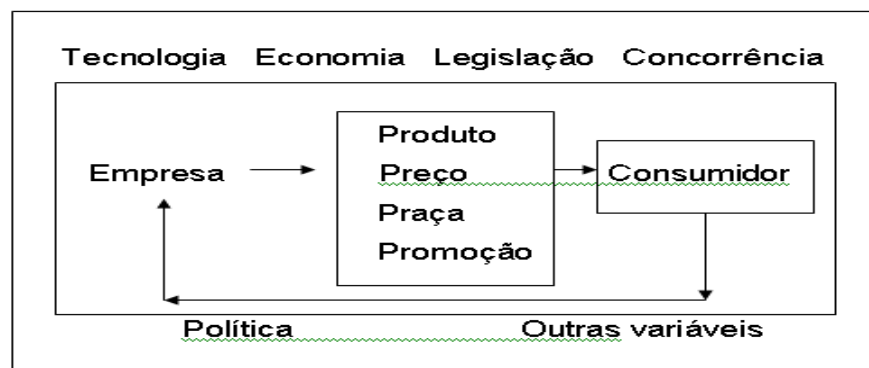 Tecnologia Economia Legislação Concorrência
Produto
Empresa Preço Consumidor
Praça
Promoção
Política Outras variáveis